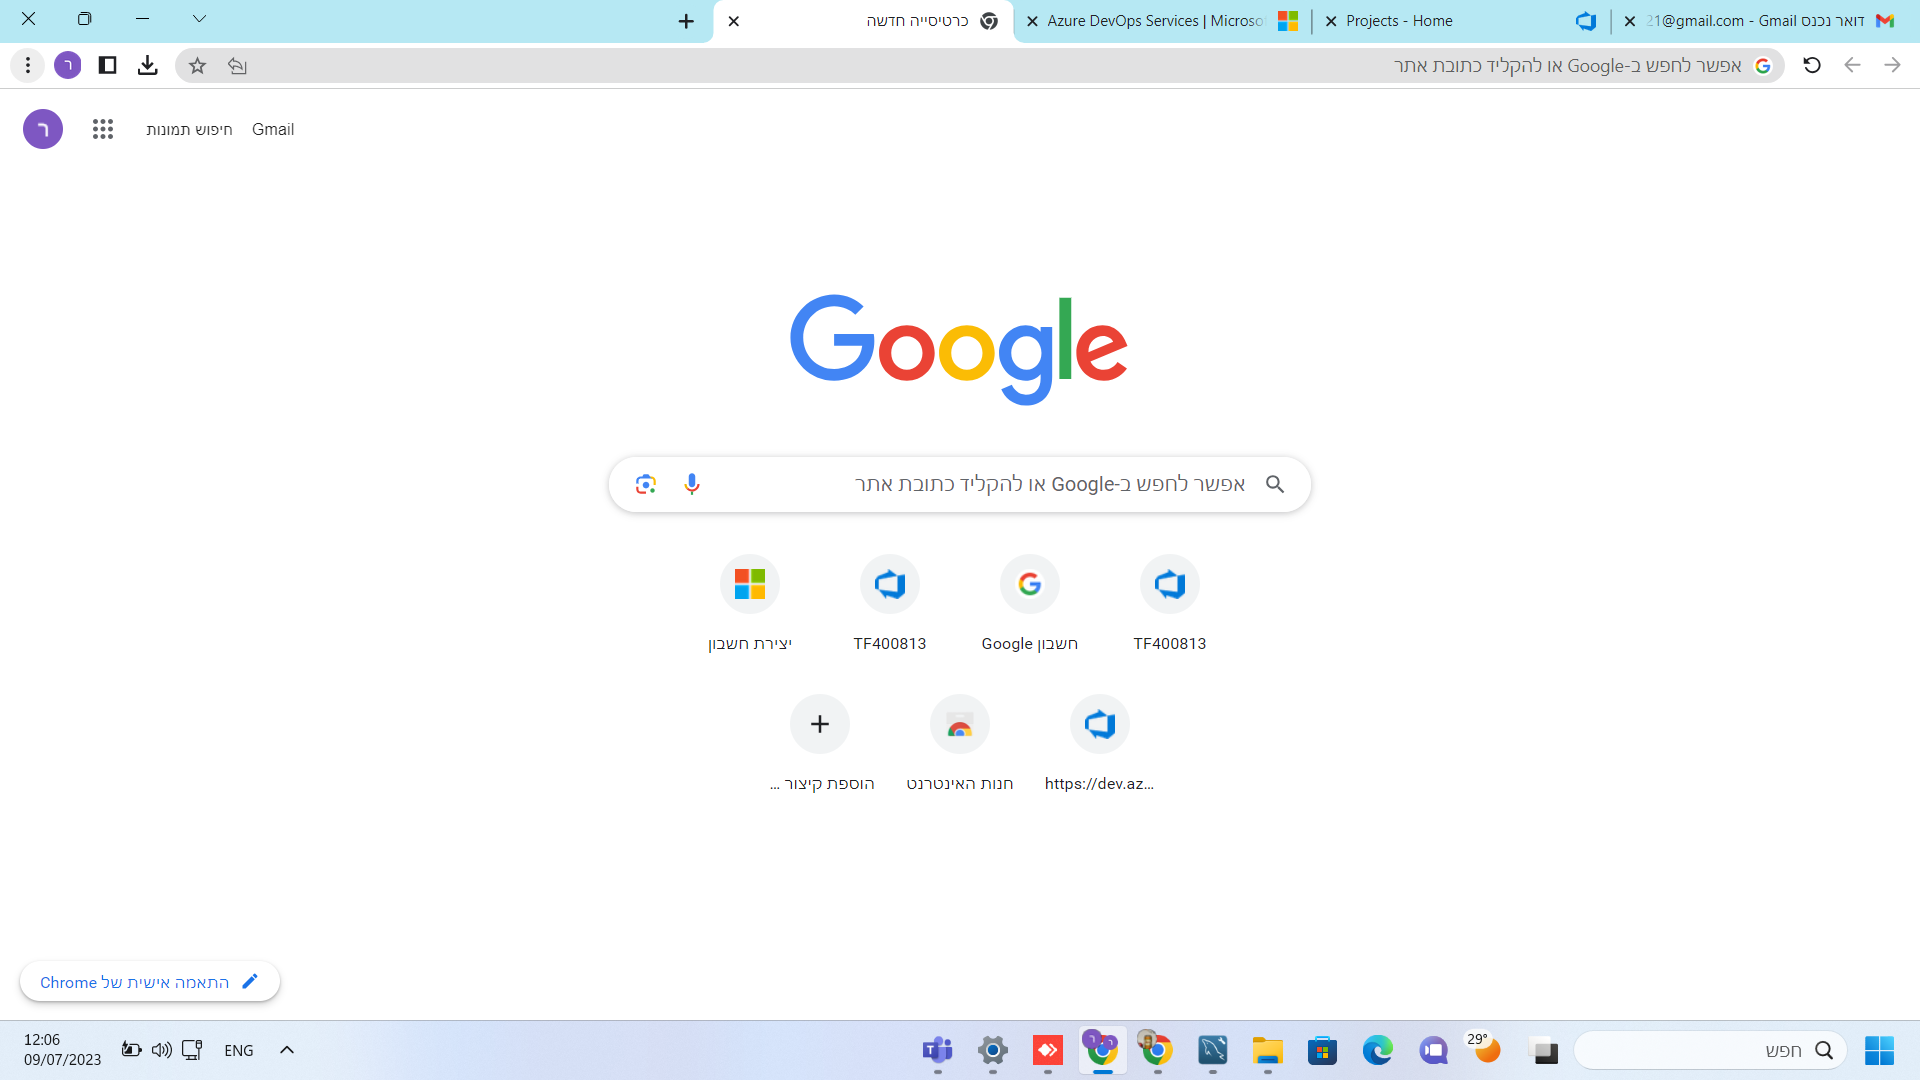 דואר נכנס 21@gmail.com - Gmail
Projects - Home
Azure DevOps Services | Microso
כרטיסייה חדשה
אפשר לחפש ב-Google או להקליד כתובת אתר
ר
Gmail
חיפוש תמונות
ר
Google
אפשר לחפש ב-Google או להקליד כתובת אתר
TF400813
חשבון Google
TF400813
יצירת חשבון
https://dev.az...
חנות האינטרנט
הוספת קיצור ...
התאמה אישית של Chrome
חפש
29°
ENG
12:06
09/07/2023